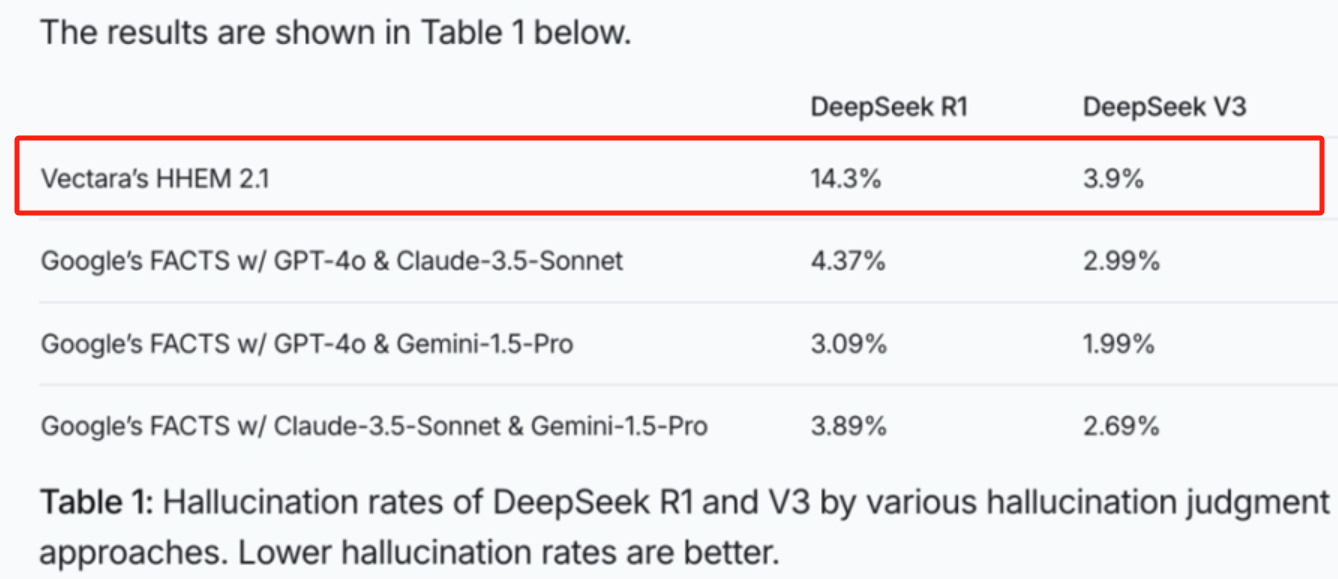 The results are shown in Table 1 below.
DeepSeek R1 DeepSeek V3
Vectara's HHEM 2.1 14.3% 3.9%
Google's FACTS w/ GPT-4o & Claude-3.5-Sonnet 4.37% 2.99%
Google's FACTS w/ GPT-4o & Gemini-1.5-Pro 3.09% 1.99%
Google's FACTS w/ Claude-3.5-Sonnet & Gemini-1.5-Pro 3.89% 2.69%
Table 1: Hallucination rates of DeepSeek R1 and V3 by various hallucination judgment
approaches. Lower hallucination rates are better.